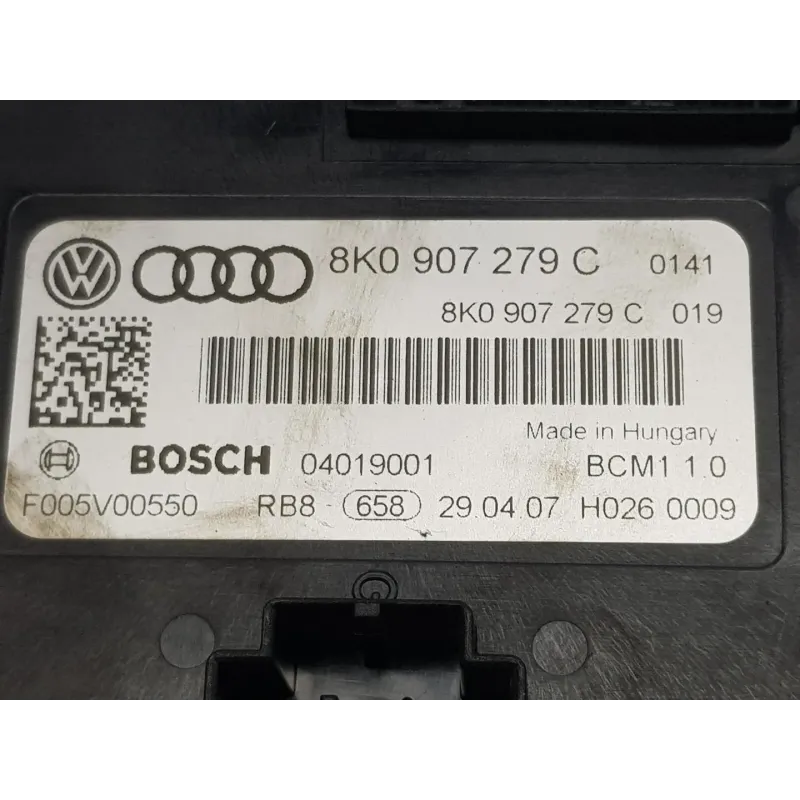 8K0 907 279 C 0141
8K0 907 279 C 019
Made in Hungary
BOSCH 04019001 BCM1 1.0
F005V00550 RB8 - 658 29.04.07 H026 0009